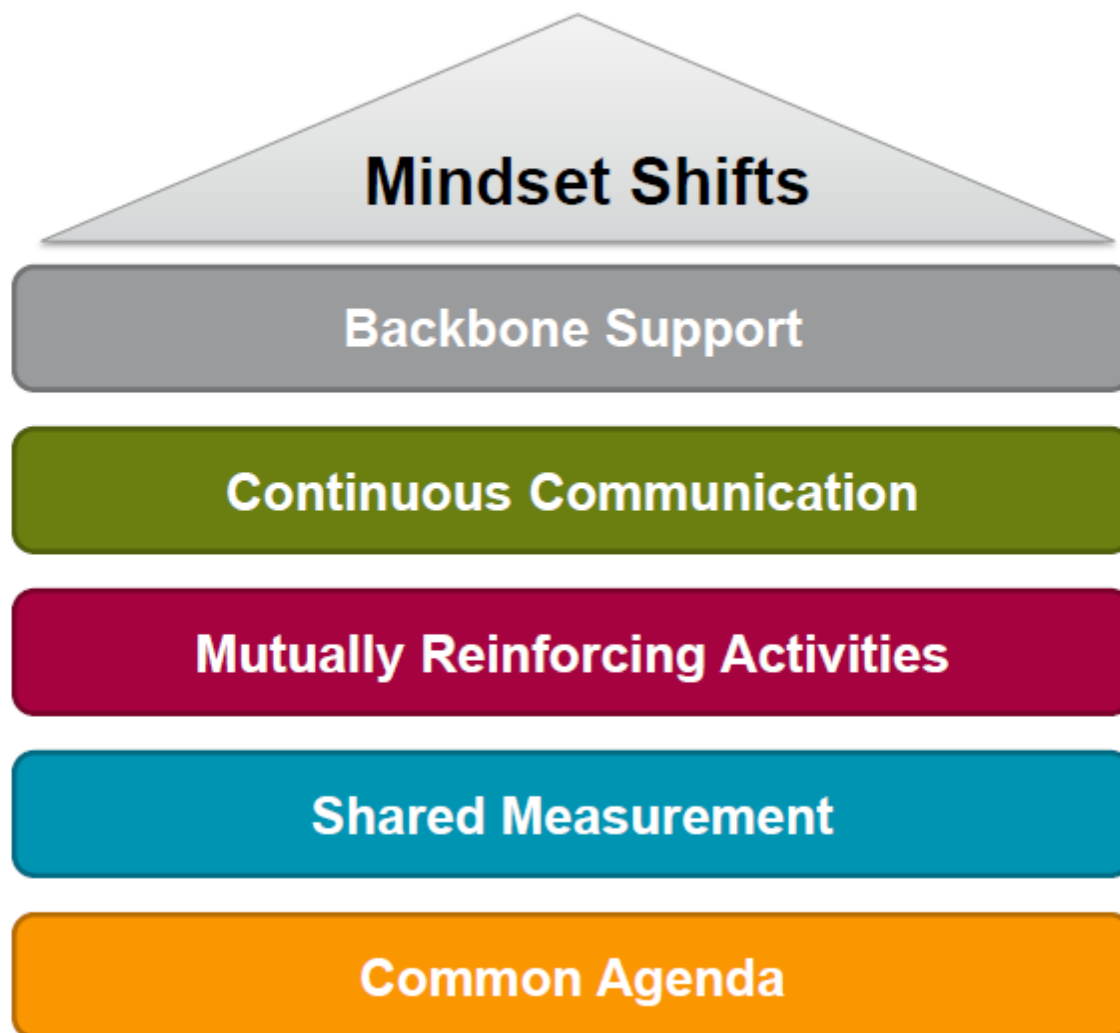 Mindset Shifts
Backbone Support
Continuous Communication
Mutually Reinforcing Activities
Shared Measurement
Common Agenda